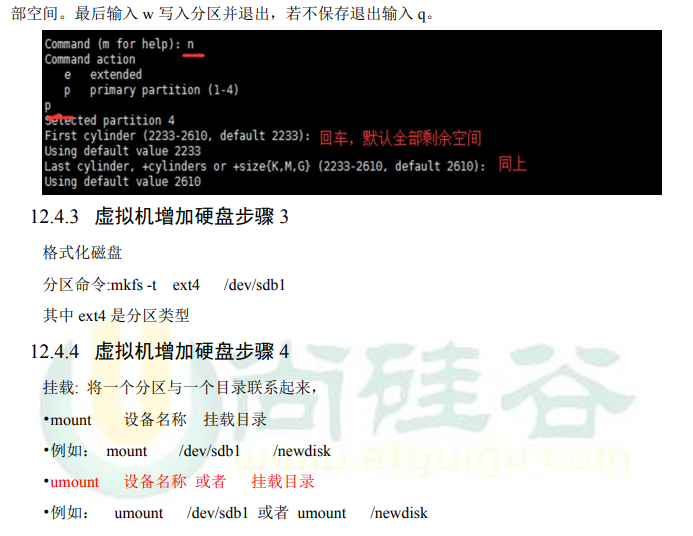 部空间。最后输入 w 写入分区并退出，若不保存退出输入 q。
Command (m for help): n
Command action
e extended
p primary partition (1-4)
p
Selected partition 4
First cylinder (2233-2610, default 2233): 回车，默认全部剩余空间
Using default value 2233
Last cylinder, +cylinders or +size{K,M,G} (2233-2610, default 2610): 同上
Using default value 2610
12.4.3 虚拟机增加硬盘步骤 3
格式化磁盘
分区命令:mkfs -t ext4 /dev/sdb1
其中 ext4 是分区类型
12.4.4 虚拟机增加硬盘步骤 4
挂载: 将一个分区与一个目录联系起来，
•mount 设备名称 挂载目录
•例如： mount /dev/sdb1 /newdisk
•umount 设备名称 或者 挂载目录
•例如： umount /dev/sdb1 或者 umount /newdisk
尚硅谷
www.atguigu.com